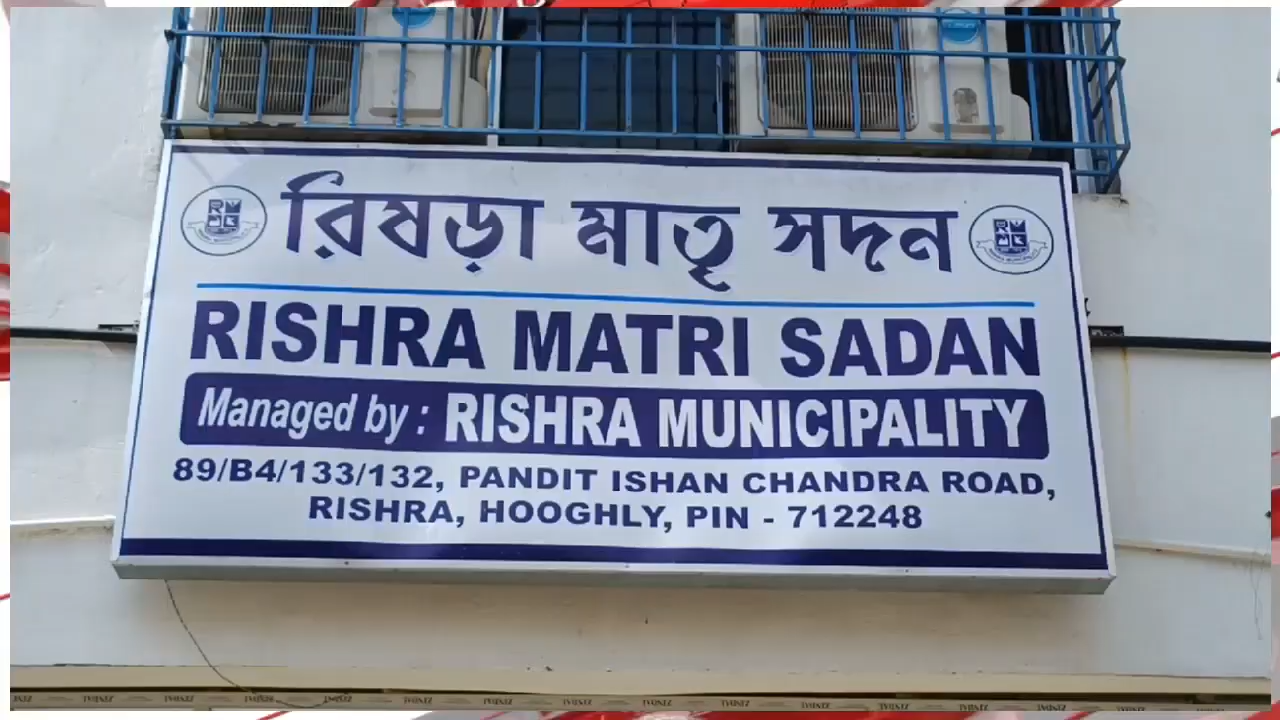 রিষড়া মাতৃ সদন
RISHRA MATRI SADAN
Managed by : RISHRA MUNICIPALITY
89/B4/133/132, PANDIT ISHAN CHANDRA ROAD,
RISHRA, HOOGHLY, PIN - 712248